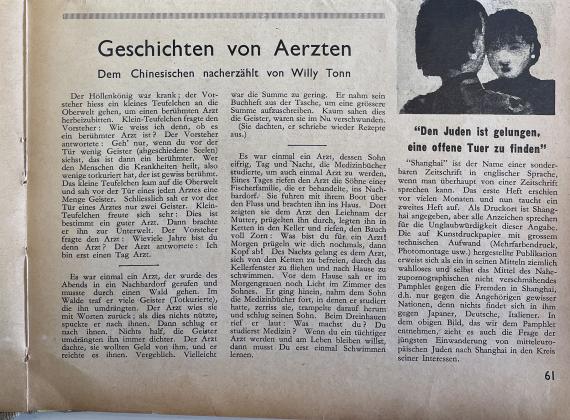 Geschichten von Aerzten
Dem Chinesischen nacherzählt von Willy Tonn
Der Höllenkönig war krank; der Vor-
steher hiess ein kleines Teufelchen an die
Oberwelt gehen, um einen berühmten Arzt
herbeizubitten. Klein-Teufelchen fragte den
Vorsteher: Wie weiss ich denn, ob es
ein berühmter Arzt ist? Der Vorsteher
antwortete: Geh' nur, wenn du vor der
Tür wenig Geister (abgeschiedene Seelen)
siehst, das ist dann ein berühmter. Wer
den Menschen die Krankheiten heilt, also
wenige totkuriert hat, der ist gewiss berühmt.
Das kleine Teufelchen kam auf die Oberwelt
und sah vor der Tür eines jeden Arztes eine
Menge Geister. Schliesslich sah er vor der
Tür eines Arztes nur zwei Geister. Klein-
Teufelchen freute sich sehr: Dies ist
bestimmt ein guter Arzt. Dann brachte
er ihn zur Unterwelt. Der Vorsteher
fragte den Arzt: Wieviele Jahre bist du
denn Arzt? Der Arzt antwortete: Ich
bin erst einen Tag Arzt.
Es war einmal ein Arzt, der wurde des
Abends in ein Nachbardorf gerufen und
musste durch einen Wald gehen. Im
Walde traf er viele Geister (Totkurierte),
die ihn umdrängten. Der Arzt wies sie
mit Worten zurück; als dies nichts nützte,
spuckte er nach ihnen. Dann schlug er
nach ihnen. Nichts half, die Geister
umdrängten ihn immer dichter. Der Arzt
dachte, sie wollten Geld von ihm, und er
reichte es ihnen. Vergeblich. Vielleicht
war die Summe zu gering. Er nahm sein
Buchheft aus der Tasche, um eine grössere
Summe aufzuschreiben. Kaum sahen dies
die Geister, waren sie im Nu verschwunden.
(Sie dachten, er schriebe wieder Rezepte
aus.)
Es war einmal ein Arzt, dessen Sohn
eifrig, Tag und Nacht, die Medizinbücher
studierte, um auch einmal Arzt zu werden.
Eines Tages riefen den Arzt die Söhne einer
Fischerfamilie, die er behandelte, ins Nach-
bardorf. Sie fuhren mit ihrem Boot über
den Fluss und brachten ihn ins Haus. Dort
zeigten sie dem Arzt den Leichnam der
Mutter, prügelten ihn durch, legten ihn in
Ketten in den Keller und riefen, den Bauch
voll Zorn: Was bist du für ein Arzt!
Morgen prügeln wir dich nochmals, dann
Kopf ab! Des Nachts gelang es dem Arzt,
sich von den Ketten zu befreien, durch das
Kellerfenster zu fliehen und nach Hause zu
schwimmen. Vor dem Hause sah er im
Morgengrauen noch Licht im Zimmer des
Sohnes. Er ging hinein, nahm dem Sohn
die Medizinbücher fort, in denen er studiert
hatte, zerriss sie, trampelte darauf herum
und schlug seinen Sohn. Beim Dreinhauen
rief er laut: Was machst du? Du
studierst Medizin? Wenn du ein tüchtiger
Arzt werden und am Leben bleiben willst,
dann musst Du erst einmal Schwimmen
lernen.
“Den Juden ist gelungen,
eine offene Tuer zu finden”
“Shanghai” ist der Name einer sonder-
baren Zeitschrift in englischer Sprache,
wenn man überhaupt von einer Zeitschrift
sprechen kann. Das erste Heft erschien
vor vielen Monaten und nun taucht ein
zweites Heft auf. Als Druckort ist Shang-
hai angegeben, aber alle Anzeichen sprechen
für die Unglaubwürdigkeit dieser Angabe.
Die auf Kunstdruckpapier mit grossem
technischen Aufwand (Mehrfarbendruck,
Photomontage usw.) hergestellte Publikation
erweist sich als ein in seinen Mitteln ziemlich
wahlloses und selbst das Mittel des Nahe-
zupornographischen nicht verschmähendes
Pamphlet gegen die Fremden in Shanghai,
d.h. nur gegen die Angehörigen gewisser
Nationen, denn nichts findet sich in ihm
gegen Japaner, Deutsche, Italiener. In
dem obigen Bild, das wir dem Pamphlet
entnehmen, zieht es auch die Frage der
jüngsten Einwanderung von mitteleuro-
päischen Juden nach Shanghai in den Kreis
seiner Interessen.
61